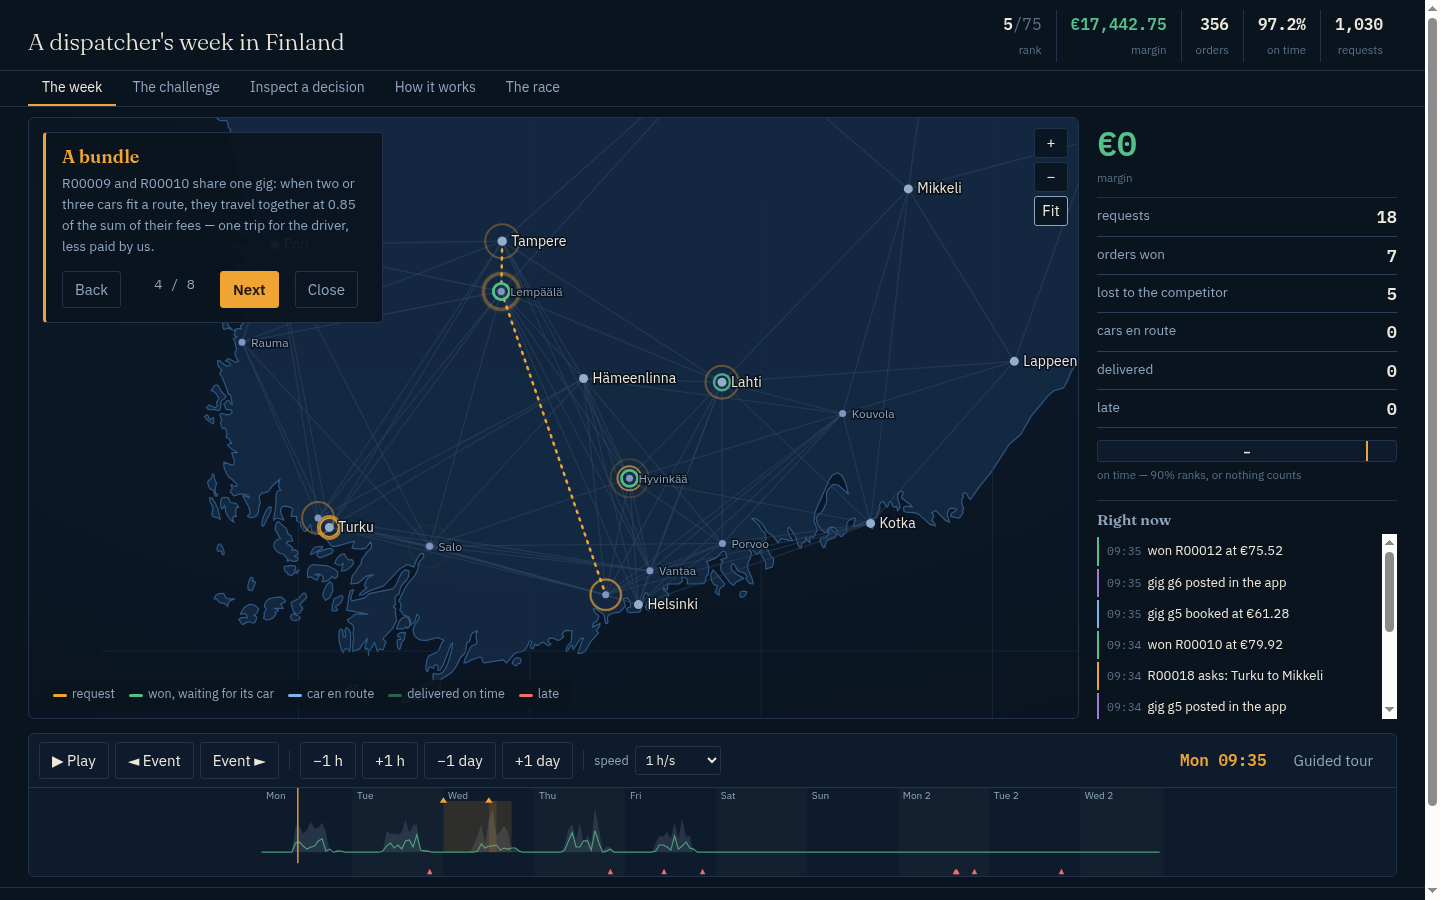 A dispatcher's week in Finland
5/75
rank
€17,442.75
margin
356
orders
97.2%
on time
1,030
requests
The week
The challenge
Inspect a decision
How it works
The race
A bundle
R00009 and R00010 share one gig: when two or
three cars fit a route, they travel together at 0.85
of the sum of their fees — one trip for the driver,
less paid by us.
Back
4 / 8
Next
Close
Pori
+
−
Fit
Mikkeli
Tampere
Lempäälä
Rauma
Hämeenlinna
Lahti
Lappeen
Kouvola
Hyvinkää
Turku
Salo
Porvoo
Kotka
Vantaa
Helsinki
request
won, waiting for its car
car en route
delivered on time
late
€0
margin
requests
18
orders won
7
lost to the competitor
5
cars en route
0
delivered
0
late
0
–
on time — 90% ranks, or nothing counts
Right now
09:35 won R00012 at €75.52
09:35 gig g6 posted in the app
09:35 gig g5 booked at €61.28
09:34 won R00010 at €79.92
09:34 R00018 asks: Turku to Mikkeli
09:34 gig g5 posted in the app
▶ Play
◄ Event
Event ►
−1 h
+1 h
−1 day
+1 day
speed
1 h/s
Mon 09:35
Guided tour
Mon
Tue
Wed
Thu
Fri
Sat
Sun
Mon 2
Tue 2
Wed 2